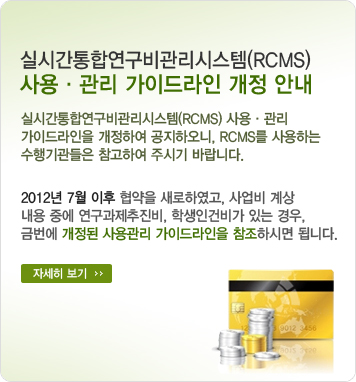 실시간통합연구비관리시스템(RCMS)
사용 · 관리 가이드라인 개정 안내
실시간통합연구비관리시스템(RCMS) 사용 · 관리
가이드라인을 개정하여 공지하오니, RCMS를 사용하는
수행기관들은 참고하여 주시기 바랍니다.
2012년 7월 이후 협약을 새로하였고, 사업비 계상
내용 중에 연구과제추진비, 학생인건비가 있는 경우,
금번에 개정된 사용관리 가이드라인을 참조하시면 됩니다.
자세히 보기 >>